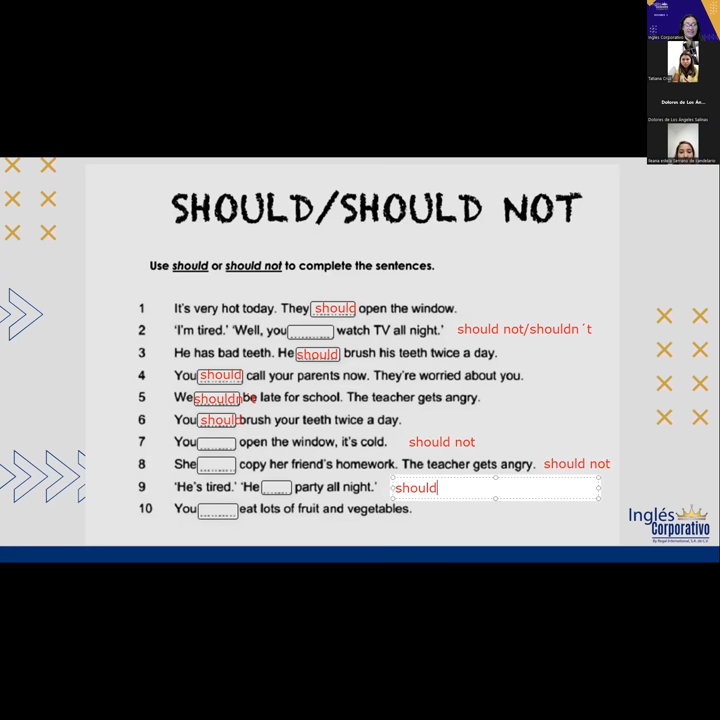 Inglés Corporativo
Tatiana Cruz
Dolores de Los Án...
Dolores de Los Ángeles Salinas
SHOULD/SHOULD NOT
Use should or should not to complete the sentences.
1 It's very hot today. They should open the window.
2 'I'm tired.' 'Well, you watch TV all night.' should not/shouldn´t
3 He has bad teeth. He should brush his teeth twice a day.
4 You should call your parents now. They're worried about you.
5 We shouldn t be late for school. The teacher gets angry.
6 You should brush your teeth twice a day.
7 You open the window, it's cold. should not
8 She copy her friend's homework. The teacher gets angry. should not
9 'He's tired.' 'He party all night.' should
10 You eat lots of fruit and vegetables.
Inglés
Corporativo